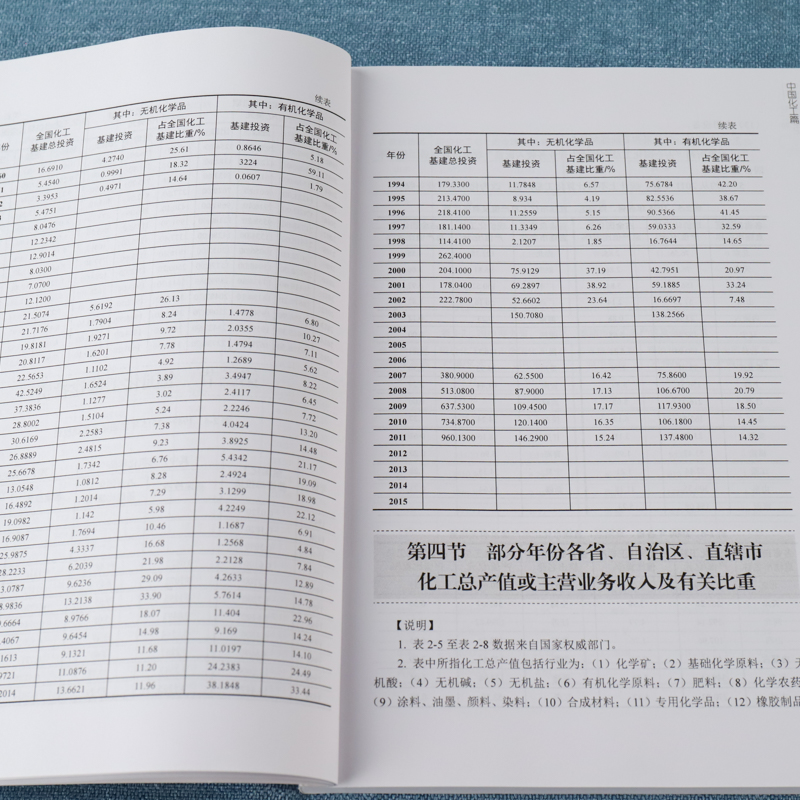 续表
份
全国化工
基建总投资
其中：无机化学品
其中：有机化学品
基建投资
占全国化工
基建比重/%
基建投资
占全国化工
基建比重/%
16.6910 4.2740 25.61 0.8646 5.18
5.4540 0.9991 18.32 3224 59.11
3.3953 0.4971 14.64 0.0607 1.79
5.4751
8.0476
12.2342
12.9014
8.0300
7.0700
12.1200
21.5074 5.6192 26.13
21.7176 1.7904 8.24 1.4778 6.80
19.8181 1.9271 9.72 2.0355 10.27
20.8117 1.6201 7.78 1.4794 7.11
22.5653 1.1102 4.92 1.2689 5.62
42.5249 1.6524 3.89 3.4947 8.22
37.3836 1.1277 3.02 2.4117 6.45
28.8002 1.5104 5.24 2.2246 7.72
30.6169 2.2583 7.38 4.0424 13.20
26.8889 2.4815 9.23 3.8925 14.48
25.6678 1.7342 6.76 5.4342 21.17
13.0548 1.0812 8.28 2.4924 19.09
16.4892 1.2014 7.29 3.1299 18.98
19.0982 1.142 5.98 4.2249 22.12
16.9087 1.7694 10.46 1.1687 6.91
25.9875 4.3337 16.68 1.2568 4.84
28.2233 6.2039 21.98 2.2128 7.84
3.0787 9.6236 29.09 4.2633 12.89
8.9836 13.2138 33.90 5.7614 14.78
9.6664 8.9766 18.07 11.404 22.96
.4067 9.6454 14.98 9.169 14.24
1613 9.1321 11.68 11.0197 14.10
9721 11.0876 11.20 24.2383 24.49
2014 13.6621 11.96 38.1848 33.44
中国化工篇
续表
年份
全国化工
基建总投资
其中：无机化学品
其中：有机化学品
基建投资
占全国化工
基建比重/%
基建投资
占全国化工
基建比重/%
1994 179.3300 11.7848 6.57 75.6784 42.20
1995 213.4700 8.934 4.19 82.5536 38.67
1996 218.4100 11.2559 5.15 90.5366 41.45
1997 181.1400 11.3349 6.26 59.0333 32.59
1998 114.4100 2.1207 1.85 16.7644 14.65
1999 262.4000
2000 204.1000 75.9129 37.19 42.7951 20.97
2001 178.0400 69.2897 38.92 59.1885 33.24
2002 222.7800 52.6602 23.64 16.6697 7.48
2003 150.7080 138.2566
2004
2005
2006
2007 380.9000 62.5500 16.42 75.8600 19.92
2008 513.0800 87.9000 17.13 106.6700 20.79
2009 637.5300 109.4500 17.17 117.9300 18.50
2010 734.8700 120.1400 16.35 106.1800 14.45
2011 960.1300 146.2900 15.24 137.4800 14.32
2012
2013
2014
2015
第四节 部分年份各省、自治区、直辖市
化工总产值或主营业务收入及有关比重
【说明】
1. 表 2-5 至表 2-8 数据来自国家权威部门。
2. 表中所指化工总产值包括行业为：（1）化学矿；（2）基础化学原料；（3）无
机酸；（4）无机碱；（5）无机盐；（6）有机化学原料；（7）肥料；（8）化学农药
（9）涂料、油墨、颜料、染料；（10）合成材料；（11）专用化学品；（12）橡胶制品